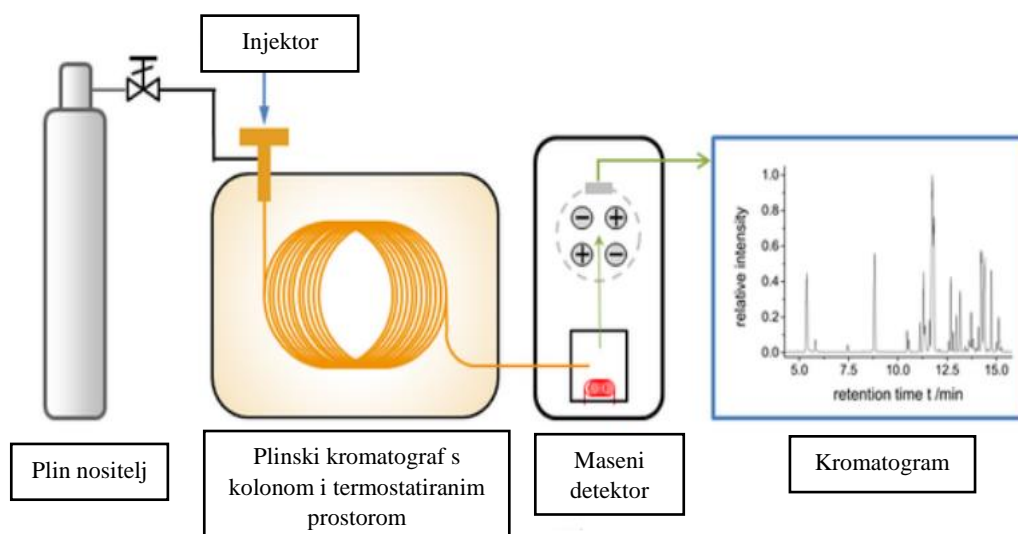 Injektor
relative intensity
1.0
0.8
0.6
0.4
0.2
0.0
5.0 7.5 10.0 12.5 15.0
retention time t /min
Plin nositelj
Plinski kromatograf s
kolonom i termostatiranim
prostorom
Maseni
detektor
Kromatogram
− +
+ −